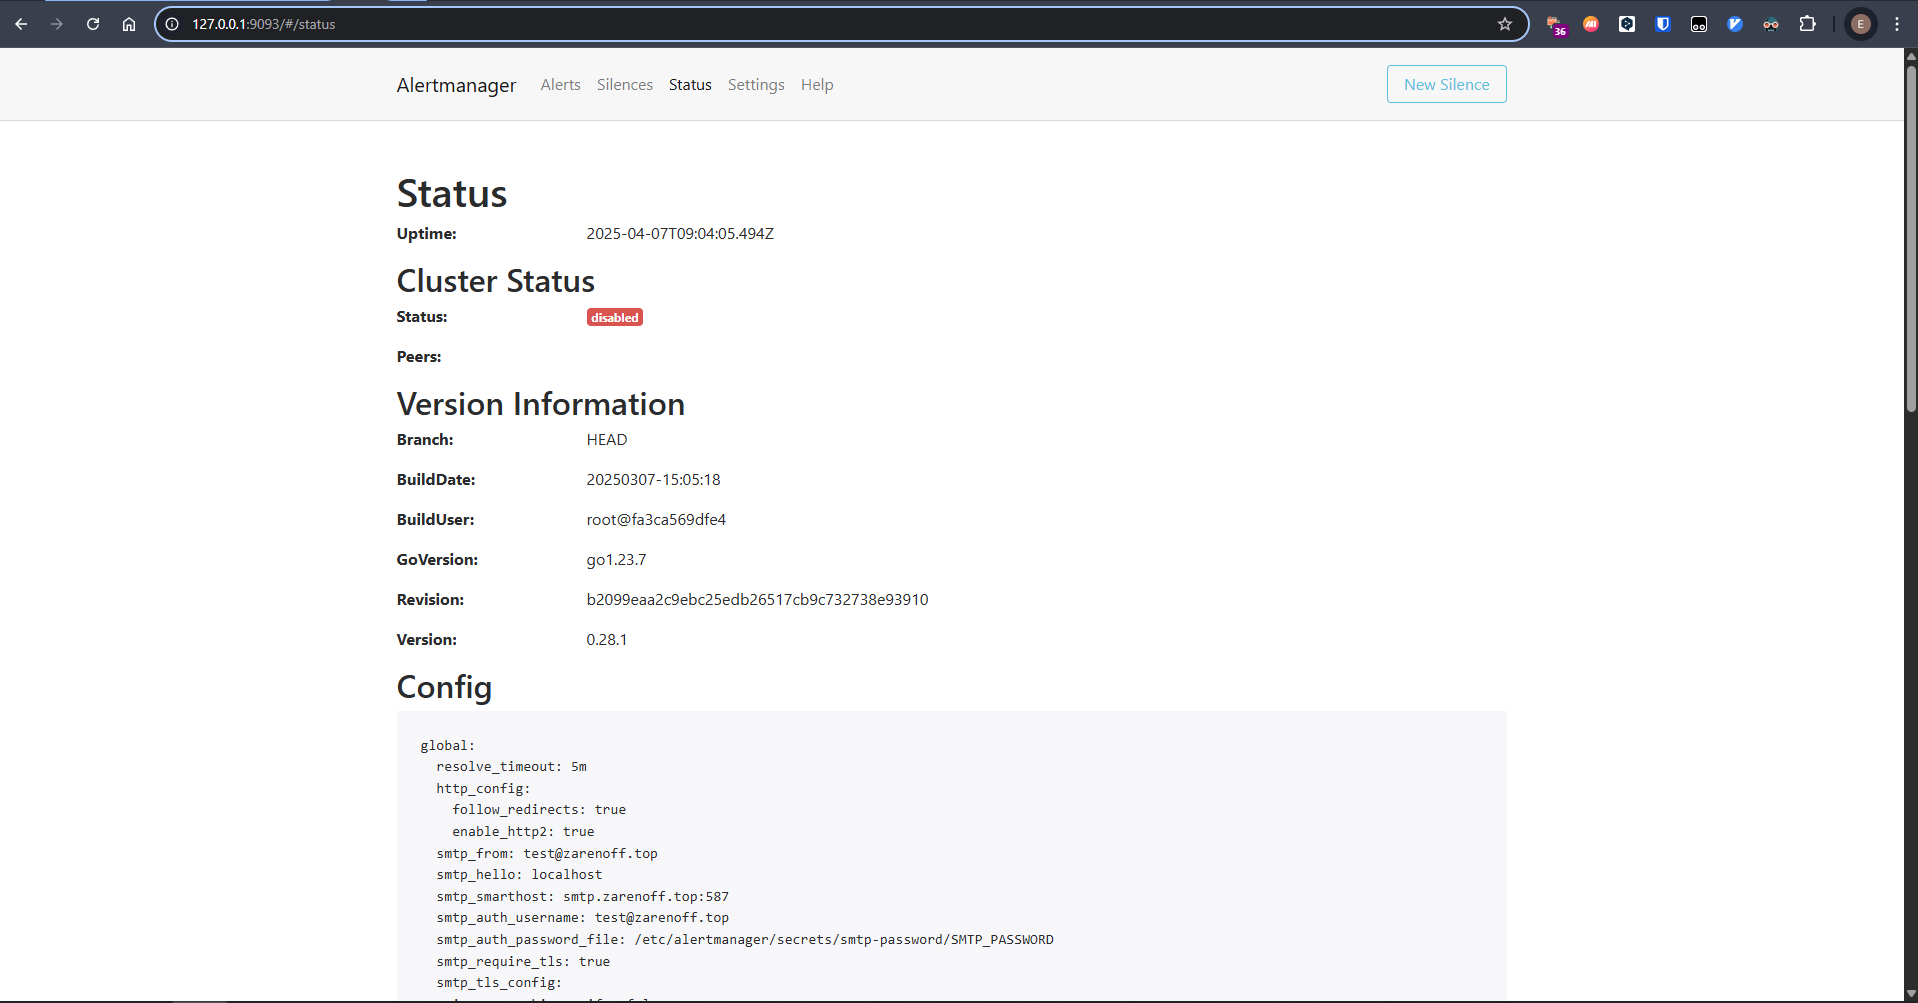 127.0.0.1:9093/#/status
36
E
Alertmanager Alerts Silences Status Settings Help New Silence
Status
Uptime: 2025-04-07T09:04:05.494Z
Cluster Status
Status: disabled
Peers:
Version Information
Branch: HEAD
BuildDate: 20250307-15:05:18
BuildUser: root@fa3ca569dfe4
GoVersion: go1.23.7
Revision: b2099eaa2c9ebc25edb26517cb9c732738e93910
Version: 0.28.1
Config
global:
  resolve_timeout: 5m
  http_config:
    follow_redirects: true
    enable_http2: true
  smtp_from: test@zarenoff.top
  smtp_hello: localhost
  smtp_smarthost: smtp.zarenoff.top:587
  smtp_auth_username: test@zarenoff.top
  smtp_auth_password_file: /etc/alertmanager/secrets/smtp-password/SMTP_PASSWORD
  smtp_require_tls: true
  smtp_tls_config: